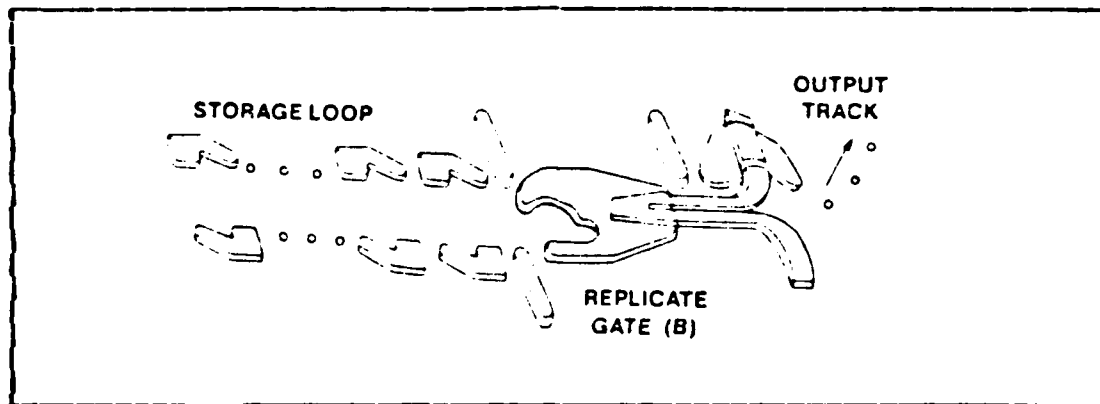 STORAGE LOOP
OUTPUT
TRACK
REPLICATE
GATE (B)